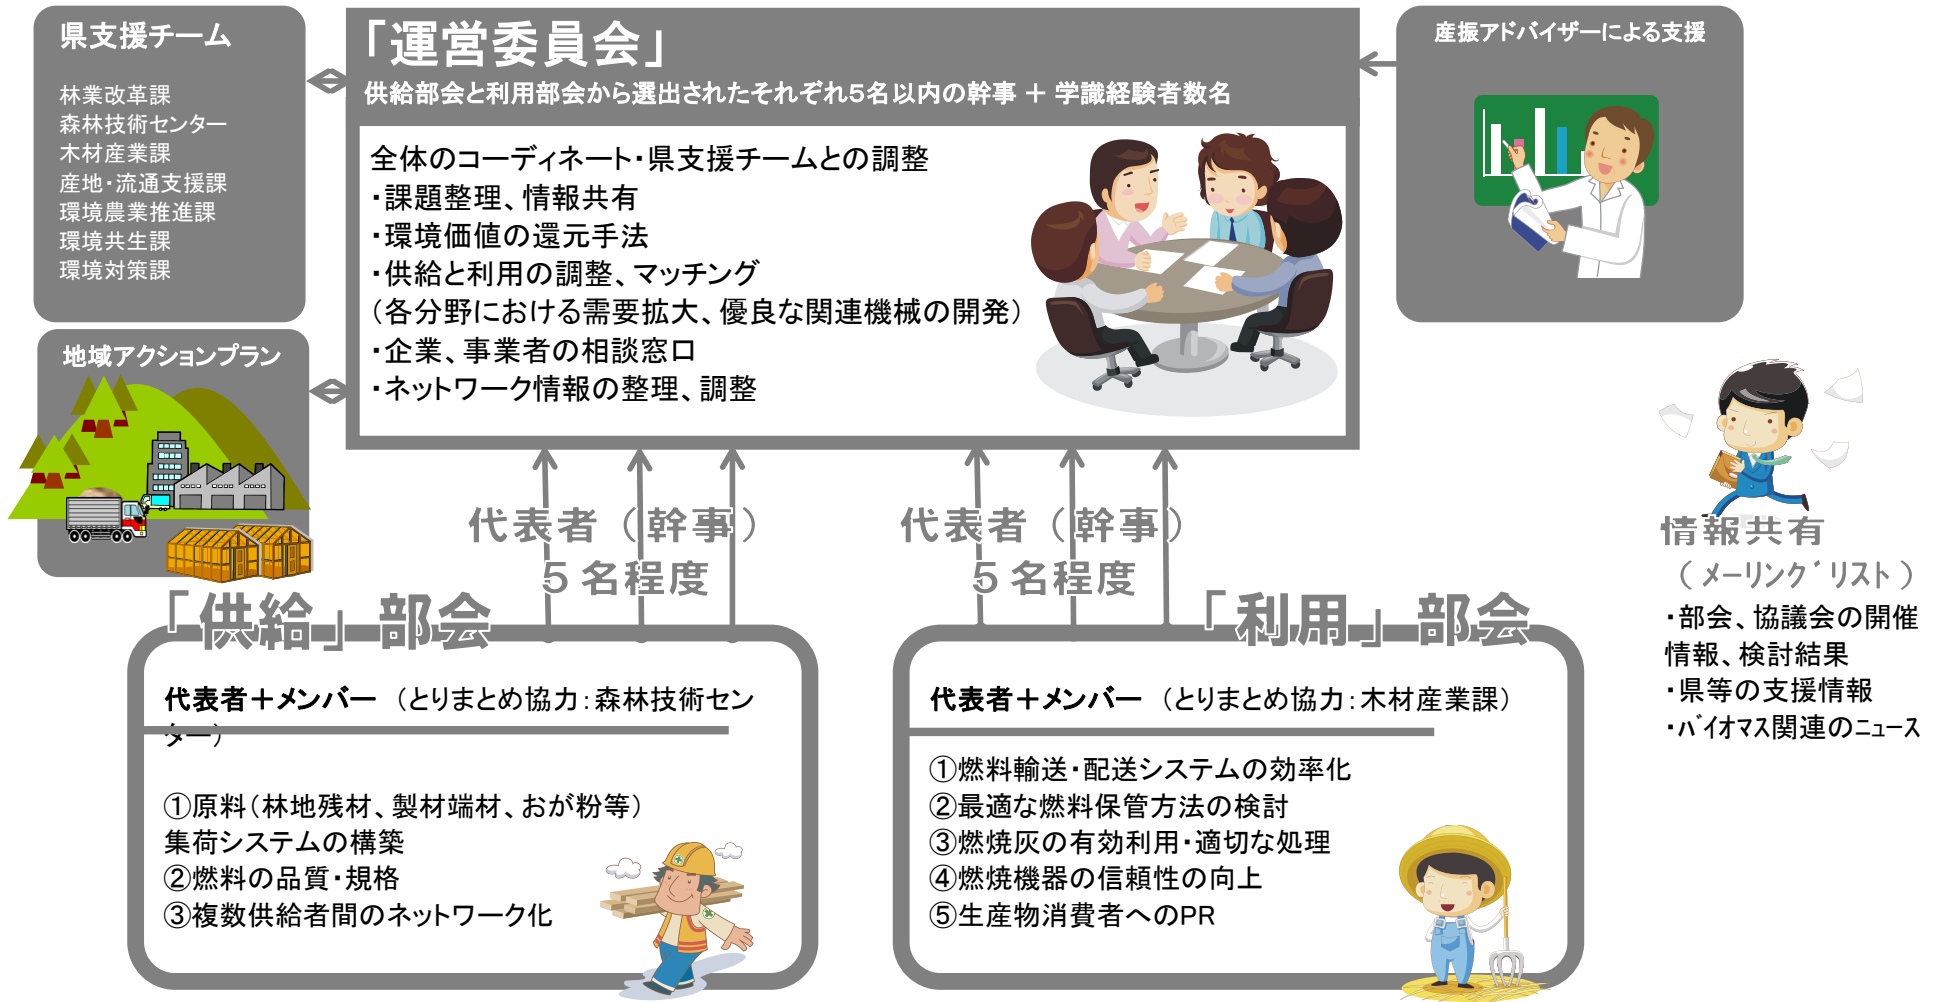 県支援チーム
林業改革課
森林技術センター
木材産業課
産地・流通支援課
環境農業推進課
環境共生課
環境対策課
地域アクションプラン
「運営委員会」
供給部会と利用部会から選出されたそれぞれ5名以内の幹事 + 学識経験者数名
全体のコーディネート・県支援チームとの調整
・課題整理、情報共有
・環境価値の還元手法
・供給と利用の調整、マッチング
(各分野における需要拡大、優良な関連機械の開発)
・企業、事業者の相談窓口
・ネットワーク情報の整理、調整
産振アドバイザーによる支援
代表者（幹事）
５名程度
代表者（幹事）
５名程度
「供給」部会
代表者＋メンバー （とりまとめ協力：森林技術セン
ター）
①原料（林地残材、製材端材、おが粉等）
集荷システムの構築
②燃料の品質・規格
③複数供給者間のネットワーク化
「利用」部会
代表者＋メンバー （とりまとめ協力：木材産業課）
①燃料輸送・配送システムの効率化
②最適な燃料保管方法の検討
③燃焼灰の有効利用・適切な処理
④燃焼機器の信頼性の向上
⑤生産物消費者へのPR
情報共有
（ﾒｰﾘﾝｸﾞﾘｽﾄ）
・部会、協議会の開催
情報、検討結果
・県等の支援情報
・ﾊﾞｲｵﾏｽ関連のﾆｭｰｽ